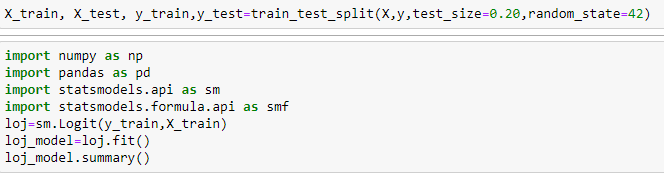 X_train, X_test, y_train,y_test=train_test_split(X,y,test_size=0.20,random_state=42)
import numpy as np
import pandas as pd
import statsmodels.api as sm
import statsmodels.formula.api as smf
loj=sm.Logit(y_train,X_train)
loj_model=loj.fit()
loj_model.summary()